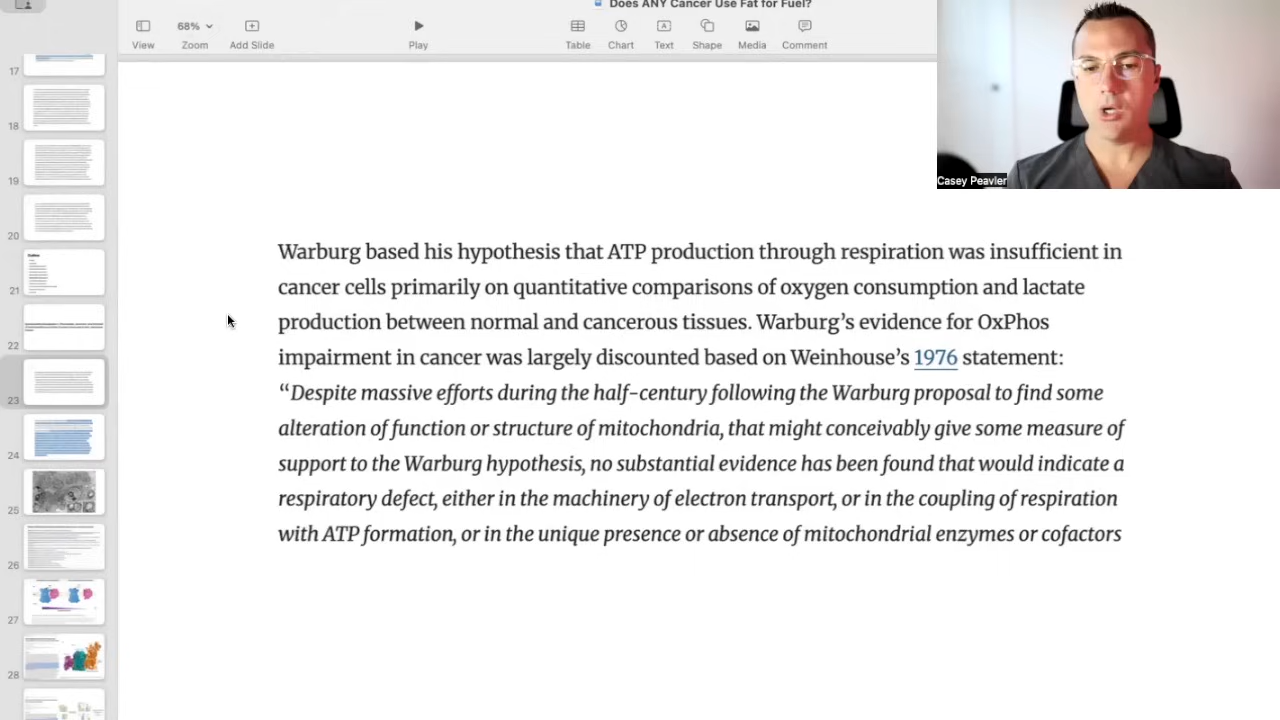 Does ANY Cancer Use Fat for Fuel?
68%
View
Zoom
Add Slide
Play
Table
Chart
Text
Shape
Media
Comment
Casey Peavler
17
18
19
20
21
22
23
24
25
26
27
28
Warburg based his hypothesis that ATP production through respiration was insufficient in
cancer cells primarily on quantitative comparisons of oxygen consumption and lactate
production between normal and cancerous tissues. Warburg’s evidence for OxPhos
impairment in cancer was largely discounted based on Weinhouse’s 1976 statement:
“Despite massive efforts during the half-century following the Warburg proposal to find some
alteration of function or structure of mitochondria, that might conceivably give some measure of
support to the Warburg hypothesis, no substantial evidence has been found that would indicate a
respiratory defect, either in the machinery of electron transport, or in the coupling of respiration
with ATP formation, or in the unique presence or absence of mitochondrial enzymes or cofactors